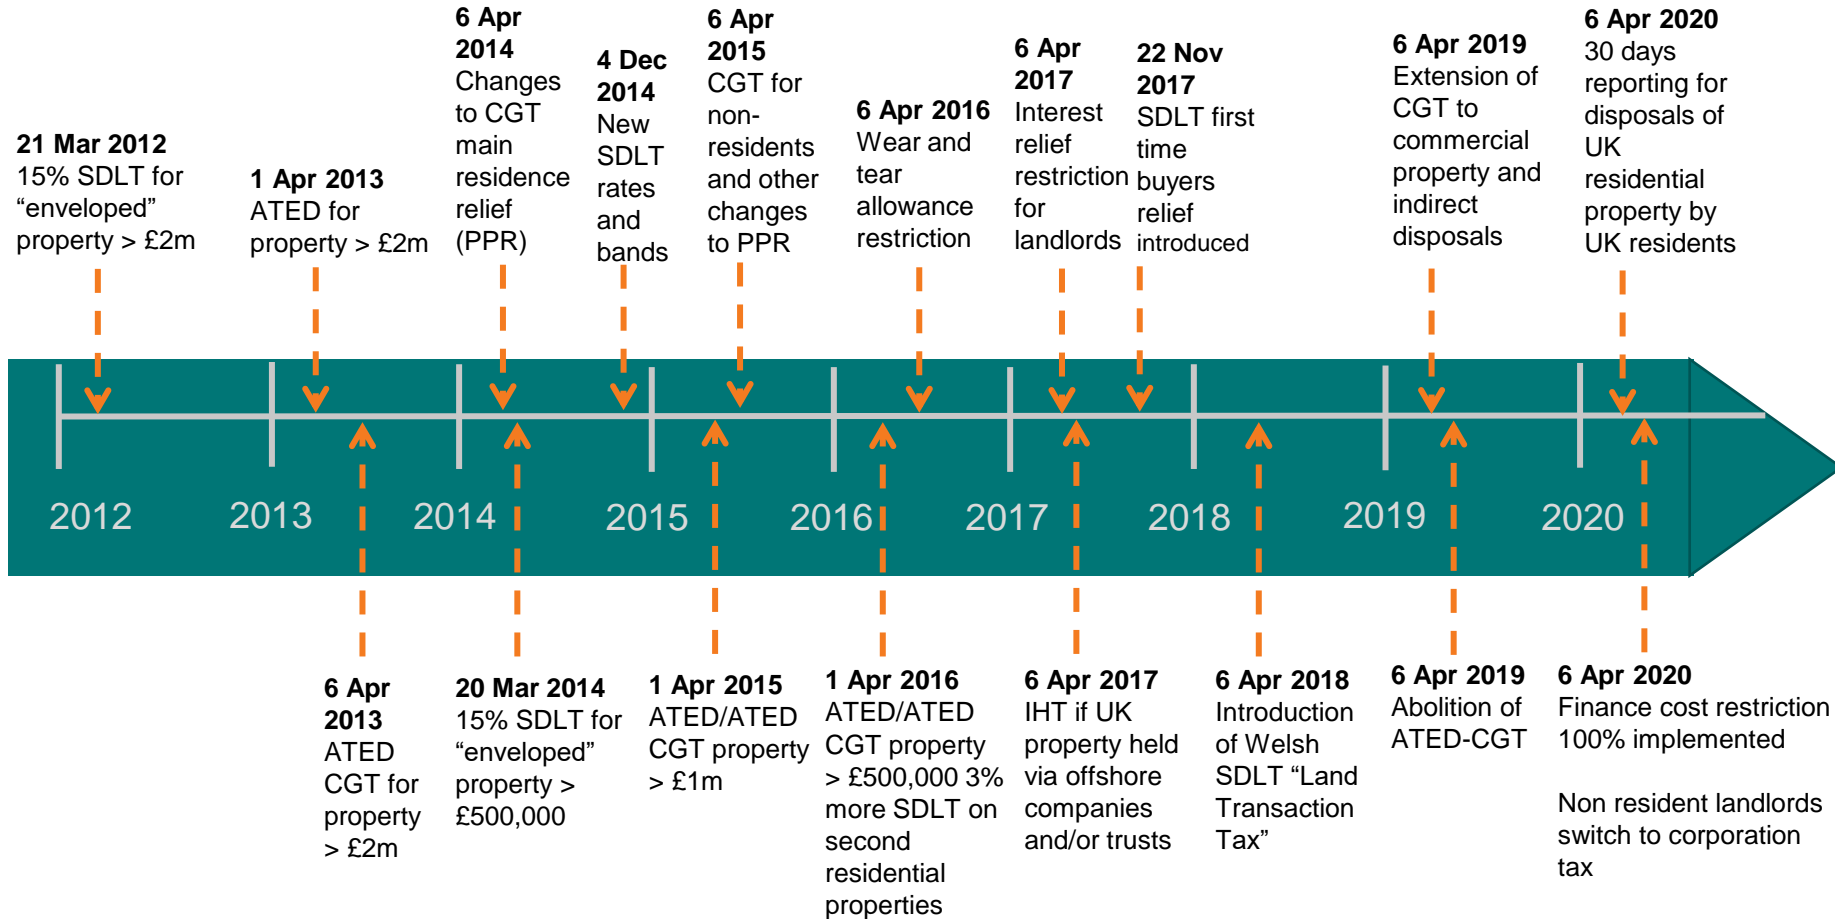 21 Mar 2012
15% SDLT for
“enveloped”
property > £2m
1 Apr 2013
ATED for
property > £2m
6 Apr
2014
Changes
to CGT
main
residence
relief
(PPR)
4 Dec
2014
New
SDLT
rates
and
bands
6 Apr
2015
CGT for
non-
residents
and other
changes
to PPR
6 Apr 2016
Wear and
tear
allowance
restriction
6 Apr
2017
Interest
relief
restriction
for
landlords
22 Nov
2017
SDLT first
time
buyers
relief
introduced
6 Apr 2019
Extension of
CGT to
commercial
property and
indirect
disposals
6 Apr 2020
30 days
reporting for
disposals of
UK
residential
property by
UK residents
2012
2013
2014
2015
2016
2017
2018
2019
2020
6 Apr
2013
ATED
CGT for
property
> £2m
20 Mar 2014
15% SDLT for
“enveloped”
property >
£500,000
1 Apr 2015
ATED/ATED
CGT property
> £1m
1 Apr 2016
ATED/ATED
CGT property
> £500,000 3%
more SDLT on
second
residential
properties
6 Apr 2017
IHT if UK
property held
via offshore
companies
and/or trusts
6 Apr 2018
Introduction
of Welsh
SDLT “Land
Transaction
Tax”
6 Apr 2019
Abolition of
ATED-CGT
6 Apr 2020
Finance cost restriction
100% implemented
Non resident landlords
switch to corporation
tax